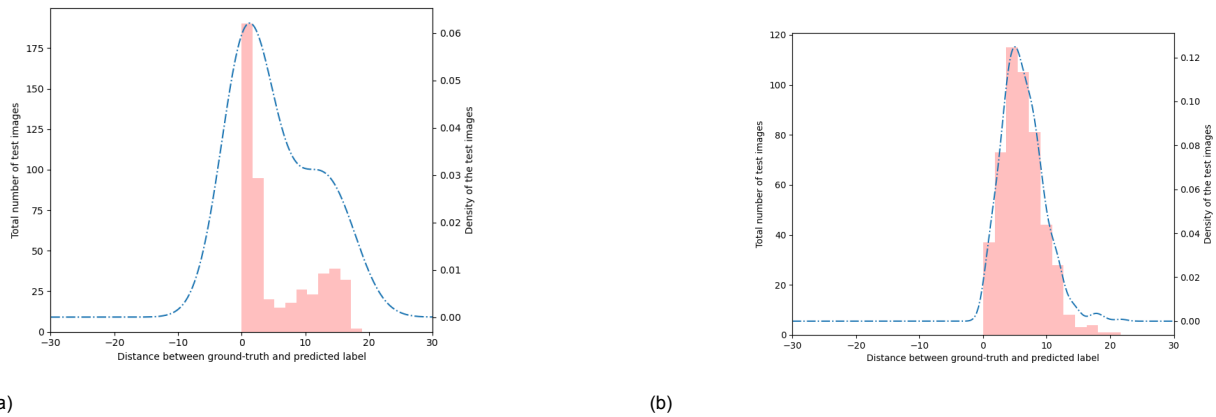 175
150
125
100
75
50
25
0
Total number of test images
0.06
0.05
0.04
0.03
0.02
0.01
0.00
Density of the test images
−30 −20 −10 0 10 20 30
Distance between ground-truth and predicted label
120
100
80
60
40
20
0
Total number of test images
0.12
0.10
0.08
0.06
0.04
0.02
0.00
Density of the test images
−30 −20 −10 0 10 20 30
Distance between ground-truth and predicted label
a)
(b)